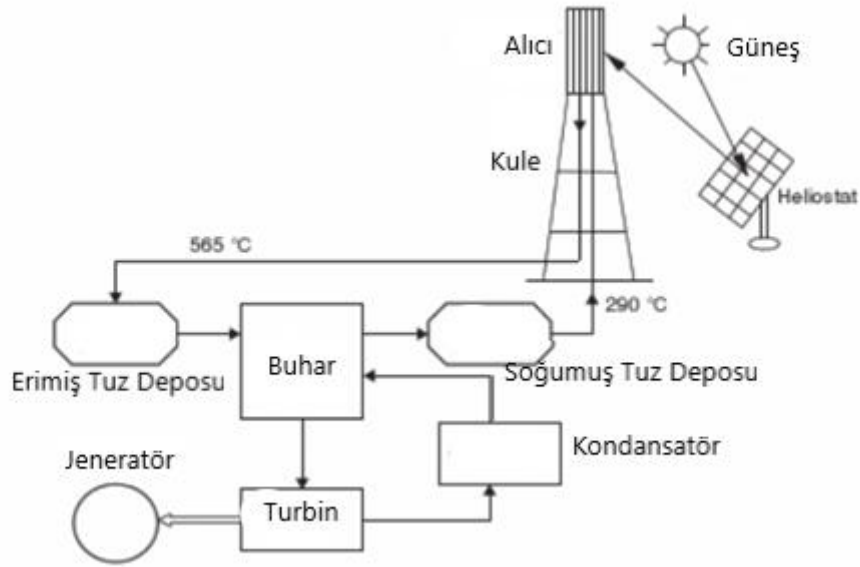 Alıcı
Güneş
Kule
Heliostat
565 °C
290 °C
Buhar
Erimiş Tuz Deposu
Soğumuş Tuz Deposu
Kondansatör
Jeneratör
Turbin